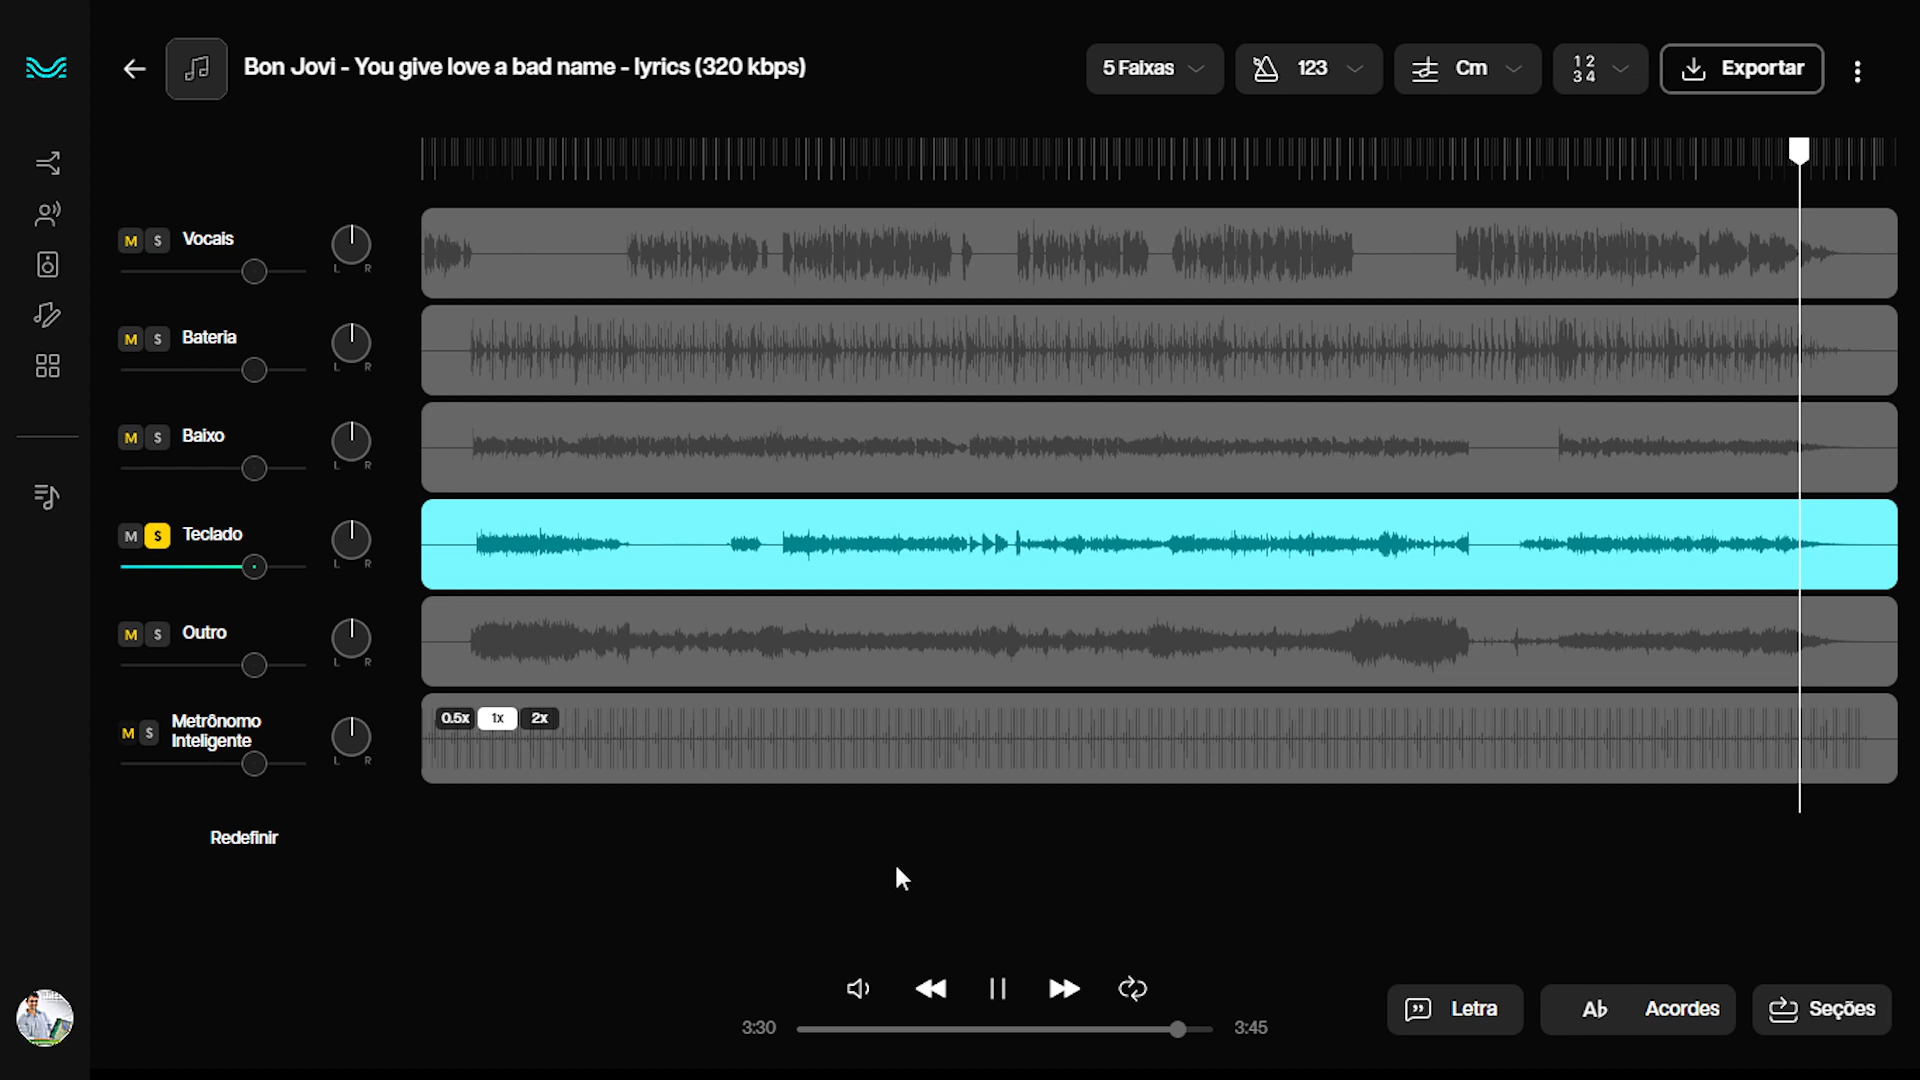 Bon Jovi - You give love a bad name - lyrics (320 kbps)
5 Faixas
123
Cm
1 2
3 4
Exportar
M S Vocais
L R
M S Bateria
L R
M S Baixo
L R
M S Teclado
L R
M S Outro
L R
M S Metrônomo
Inteligente
L R
0.5x 1x 2x
Redefinir
3:30
3:45
Letra
Ab
Acordes
Seções